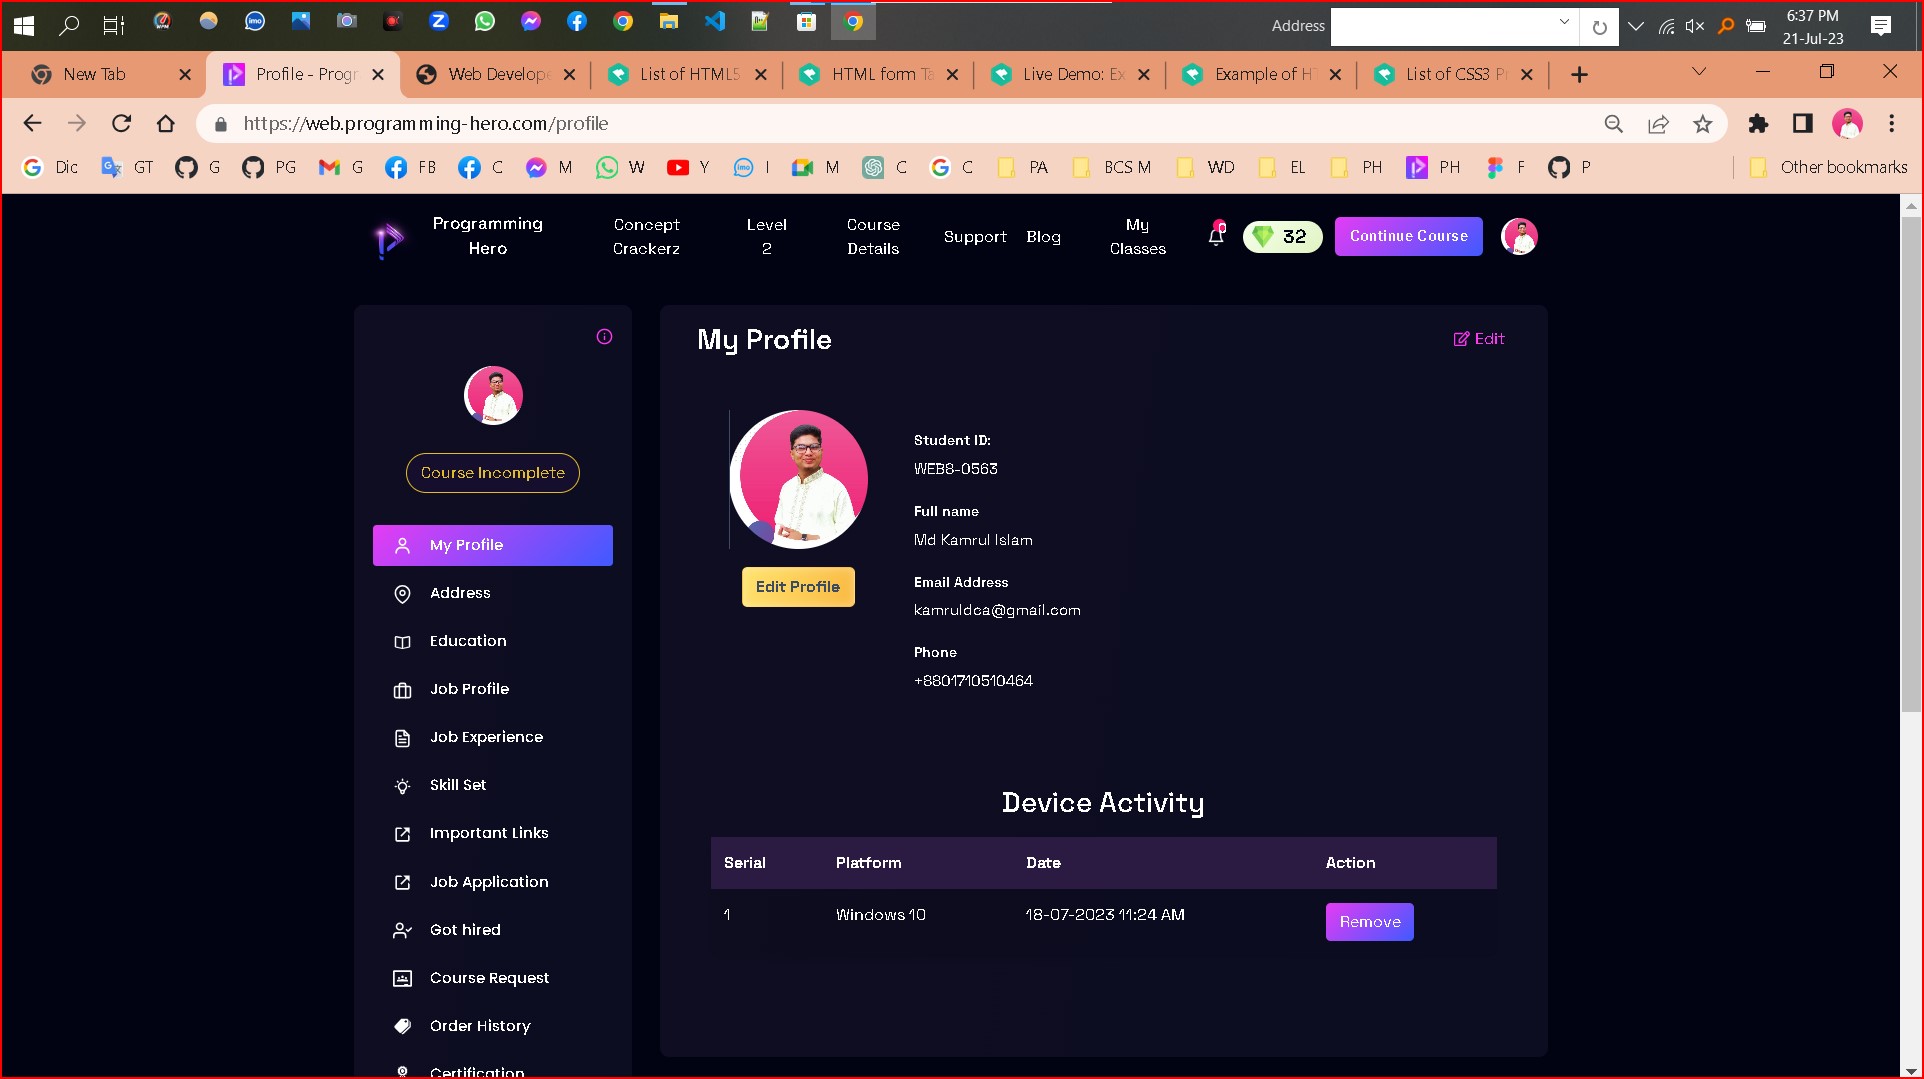 Address
6:37 PM
21-Jul-23
New Tab
Profile - Progr
Web Develope
List of HTML5
HTML form Ta
Live Demo: Ex
Example of HT
List of CSS3 Pr
https://web.programming-hero.com/profile
Dic GT G PG G FB C M W Y I M C C PA BCS M WD EL PH PH F P Other bookmarks
Programming Hero
Concept Crackerz
Level 2
Course Details
Support
Blog
My Classes
0
32
Continue Course
Course Incomplete
My Profile
Address
Education
Job Profile
Job Experience
Skill Set
Important Links
Job Application
Got hired
Course Request
Order History
Certification
My Profile
Edit
Edit Profile
Student ID:
WEB8-0563
Full name
Md Kamrul Islam
Email Address
kamruldca@gmail.com
Phone
+8801710510464
Device Activity
Serial Platform Date Action
1 Windows 10 18-07-2023 11:24 AM Remove